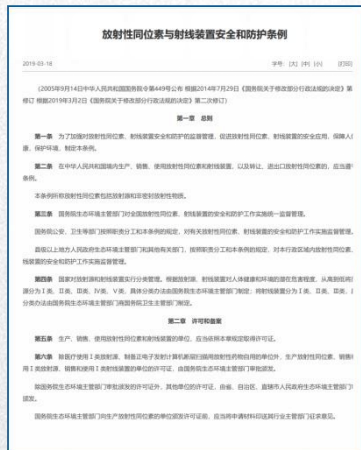 放射性同位素与射线装置安全和防护条例
2019-03-18 字号: [大] [中] [小] [打印]
(2005年9月14日中华人民共和国国务院令第449号公布 根据2014年7月29日《国务院关于修改部分行政法规的决定》第
修订 根据2019年3月2日《国务院关于修改部分行政法规的决定》第二次修订)
第一章 总则
第一条 为了加强对放射性同位素、射线装置安全和防护的监督管理, 促进放射性同位素、射线装置的安全应用, 保障人体
康, 保护环境, 制定本条例。
第二条 在中华人民共和国境内生产、销售、使用放射性同位素和射线装置, 以及转让、进出口放射性同位素的, 应当遵守
条例。
本条例所称放射性同位素包括放射源和非密封放射性物质。
第三条 国务院生态环境主管部门对全国放射性同位素、射线装置的安全和防护工作实施统一监督管理。
国务院公安、卫生等部门按照职责分工和本条例的规定, 对有关放射性同位素、射线装置的安全和防护工作实施监督管理。
县级以上地方人民政府生态环境主管部门和其他有关部门, 按照职责分工和本条例的规定, 对本行政区域内放射性同位素、
线装置的安全和防护工作实施监督管理。
第四条 国家对放射源和射线装置实行分类管理。根据放射源、射线装置对人体健康和环境的潜在危害程度, 从高到低将
源分为Ⅰ类、Ⅱ类、Ⅲ类、Ⅳ类、Ⅴ类, 具体分类办法由国务院生态环境主管部门制定; 将射线装置分为Ⅰ类、Ⅱ类、Ⅲ类,
分类办法由国务院生态环境主管部门商国务院卫生主管部门制定。
第二章 许可和备案
第五条 生产、销售、使用放射性同位素和射线装置的单位, 应当依照本章规定取得许可证。
第六条 除医疗使用Ⅰ类放射源、制备正电子发射计算机断层扫描用放射性药物自用的单位外, 生产放射性同位素、销售
用Ⅰ类放射源、销售和使用Ⅰ类射线装置的单位的许可证, 由国务院生态环境主管部门审批颁发。
除国务院生态环境主管部门审批颁发的许可证外, 其他单位的许可证, 由省、自治区、直辖市人民政府生态环境主管部门
颁发。
国务院生态环境主管部门向生产放射性同位素的单位颁发许可证前, 应当将申请材料印送其行业主管部门征求意见。